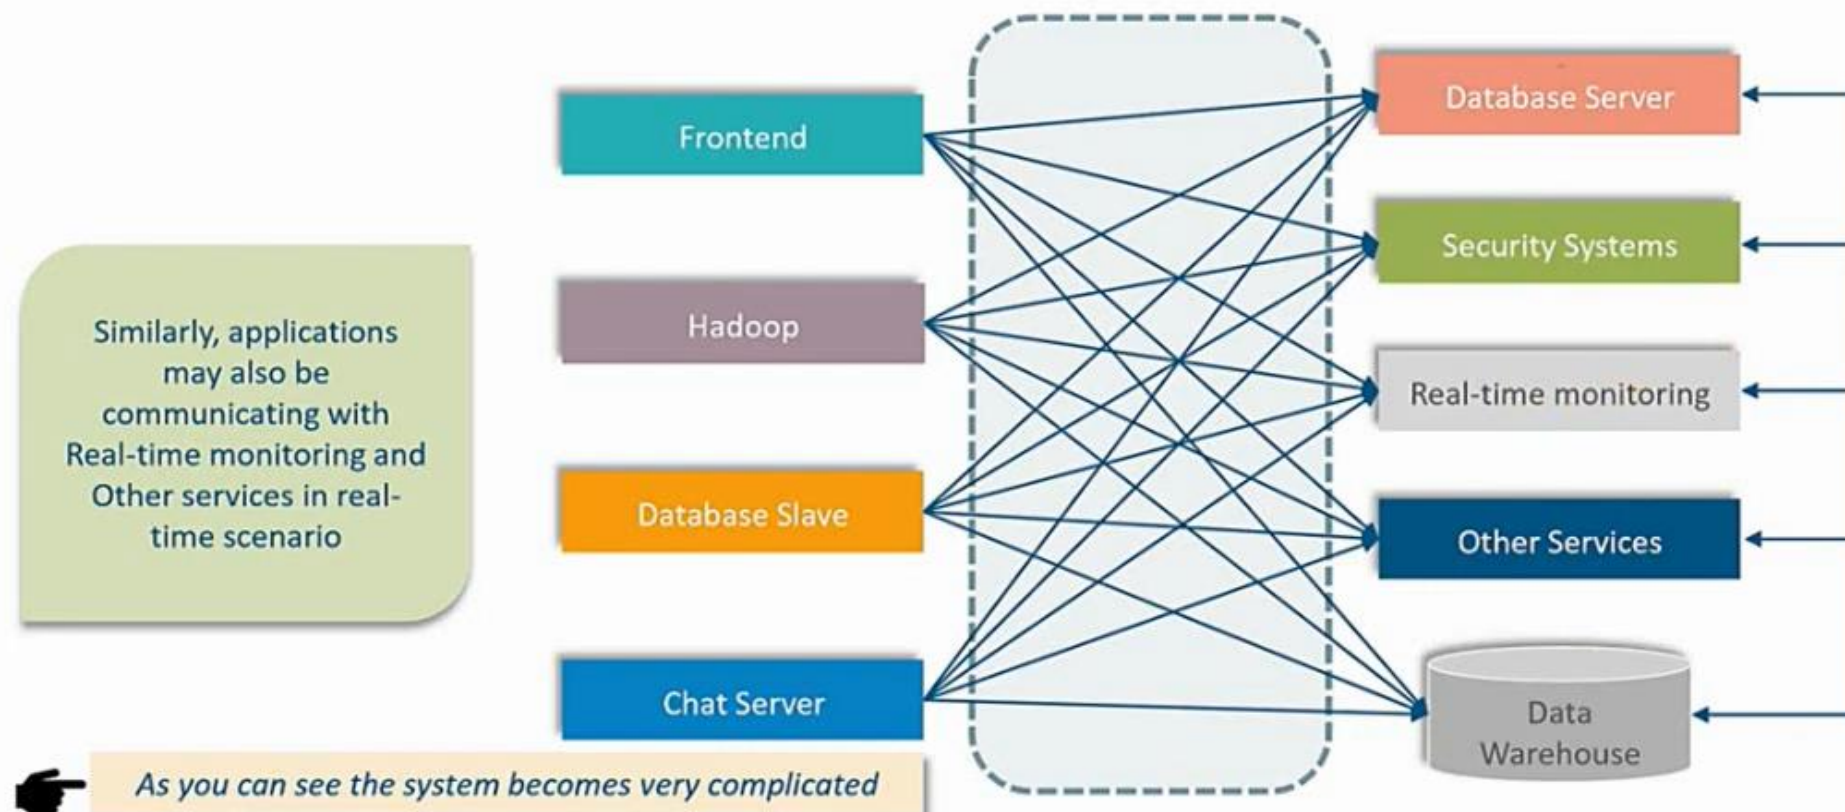 Similarly, applications
may also be
communicating with
Real-time monitoring and
Other services in real-
time scenario
Frontend
Hadoop
Database Slave
Chat Server
Database Server
Security Systems
Real-time monitoring
Other Services
Data
Warehouse
As you can see the system becomes very complicated